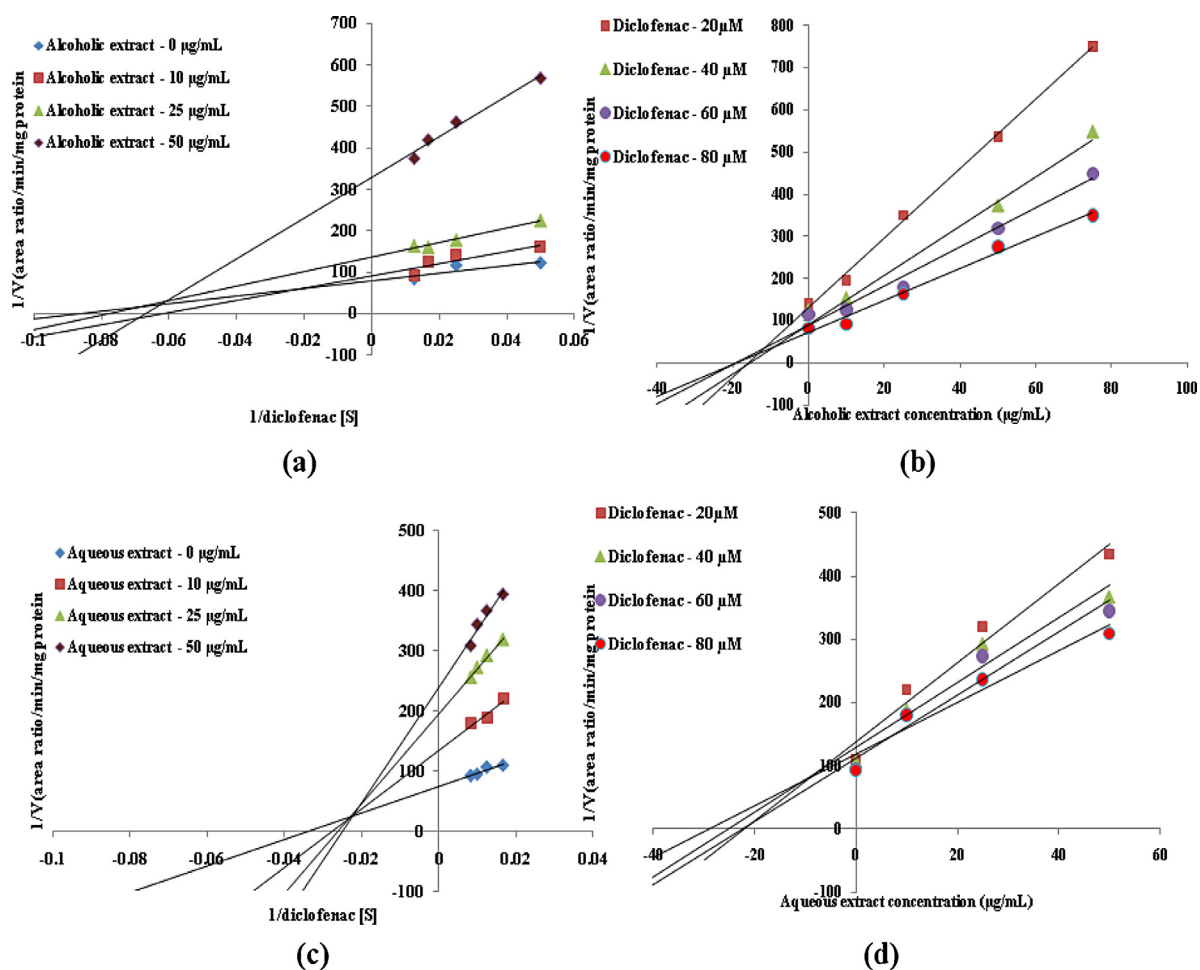 1/V(area ratio/min/mg protein
Alcoholic extract - 0 µg/mL
Alcoholic extract - 10 µg/mL
Alcoholic extract - 25 µg/mL
Alcoholic extract - 50 µg/mL
700
600
500
400
300
200
100
0
-100
-0.1 -0.08 -0.06 -0.04 -0.02 0 0.02 0.04 0.06
1/diclofenac [S]
(a)
1/V(area ratio/min/mg protein
Diclofenac - 20µM
Diclofenac - 40 µM
Diclofenac - 60 µM
Diclofenac - 80 µM
800
700
600
500
400
300
200
100
0
-100
-40 -20 0 20 40 60 80 100
Alcoholic extract concentration (µg/mL)
(b)
1/V(area ratio/min/mg protein
Aqueous extract - 0 µg/mL
Aqueous extract - 10 µg/mL
Aqueous extract - 25 µg/mL
Aqueous extract - 50 µg/mL
500
400
300
200
100
0
-100
-0.1 -0.08 -0.06 -0.04 -0.02 0 0.02 0.04
1/diclofenac [S]
(c)
1/V(area ratio/min/mg protein
Diclofenac - 20µM
Diclofenac - 40 µM
Diclofenac - 60 µM
Diclofenac - 80 µM
500
400
300
200
100
0
-100
-40 -20 0 20 40 60
Aqueous extract concentration (µg/mL)
(d)